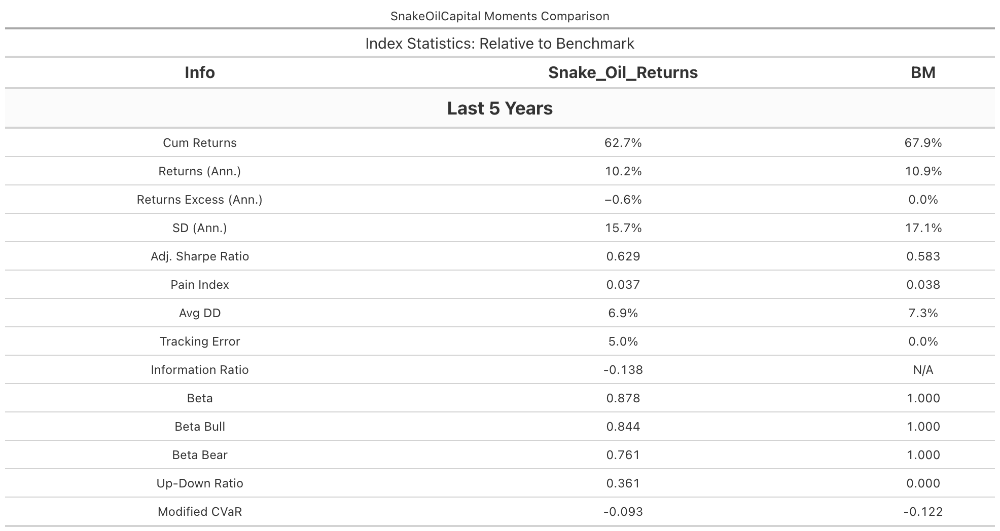 SnakeOilCapital Moments Comparison
Index Statistics: Relative to Benchmark
Info Snake_Oil_Returns BM
Last 5 Years
Cum Returns 62.7% 67.9%
Returns (Ann.) 10.2% 10.9%
Returns Excess (Ann.) −0.6% 0.0%
SD (Ann.) 15.7% 17.1%
Adj. Sharpe Ratio 0.629 0.583
Pain Index 0.037 0.038
Avg DD 6.9% 7.3%
Tracking Error 5.0% 0.0%
Information Ratio -0.138 N/A
Beta 0.878 1.000
Beta Bull 0.844 1.000
Beta Bear 0.761 1.000
Up-Down Ratio 0.361 0.000
Modified CVaR -0.093 -0.122